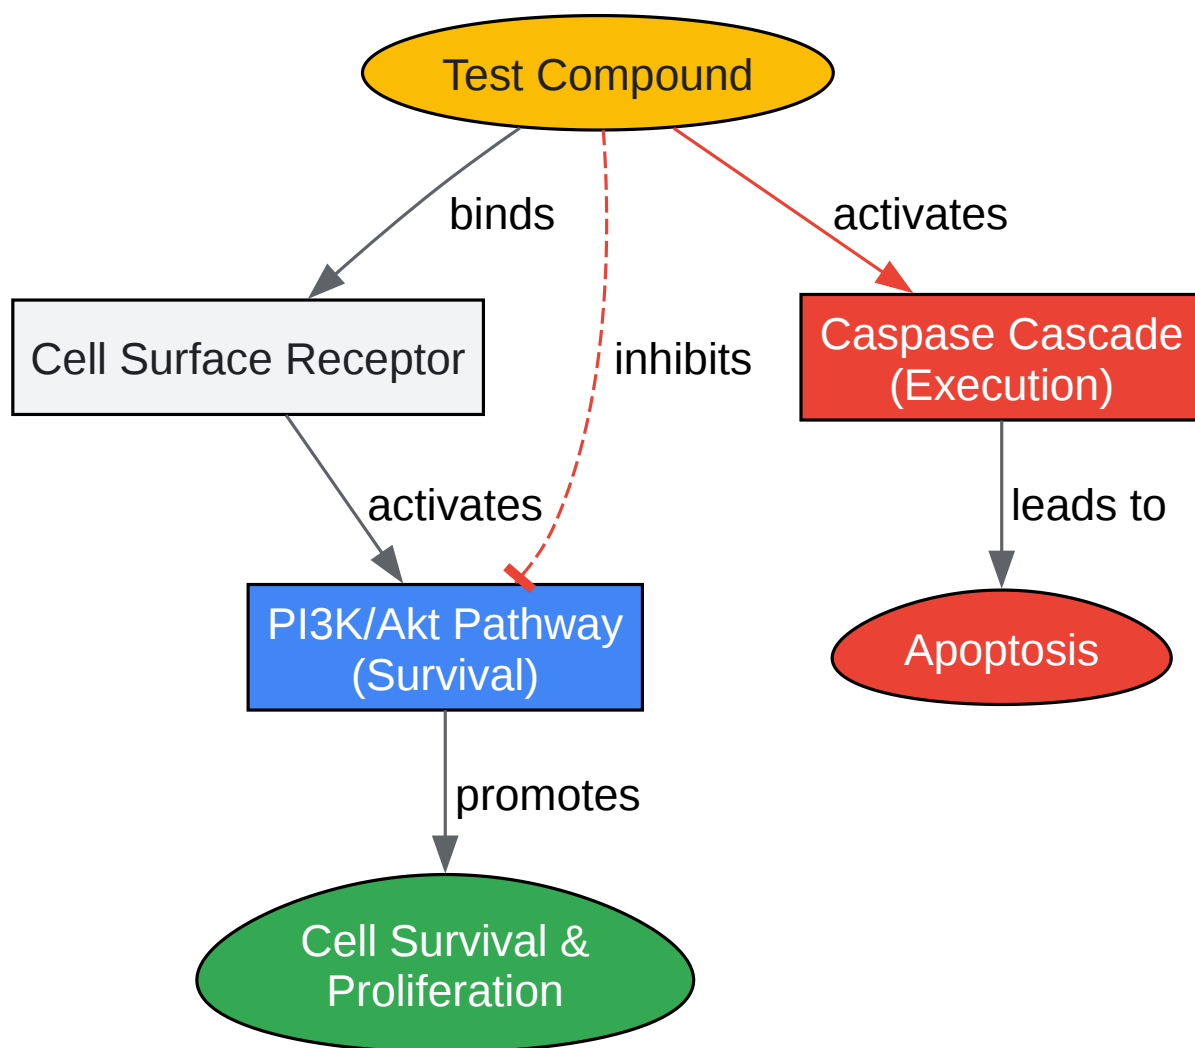 Test Compound
binds
activates
Cell Surface Receptor
inhibits
Caspase Cascade
(Execution)
activates
leads to
PI3K/Akt Pathway
(Survival)
Apoptosis
promotes
Cell Survival &
Proliferation